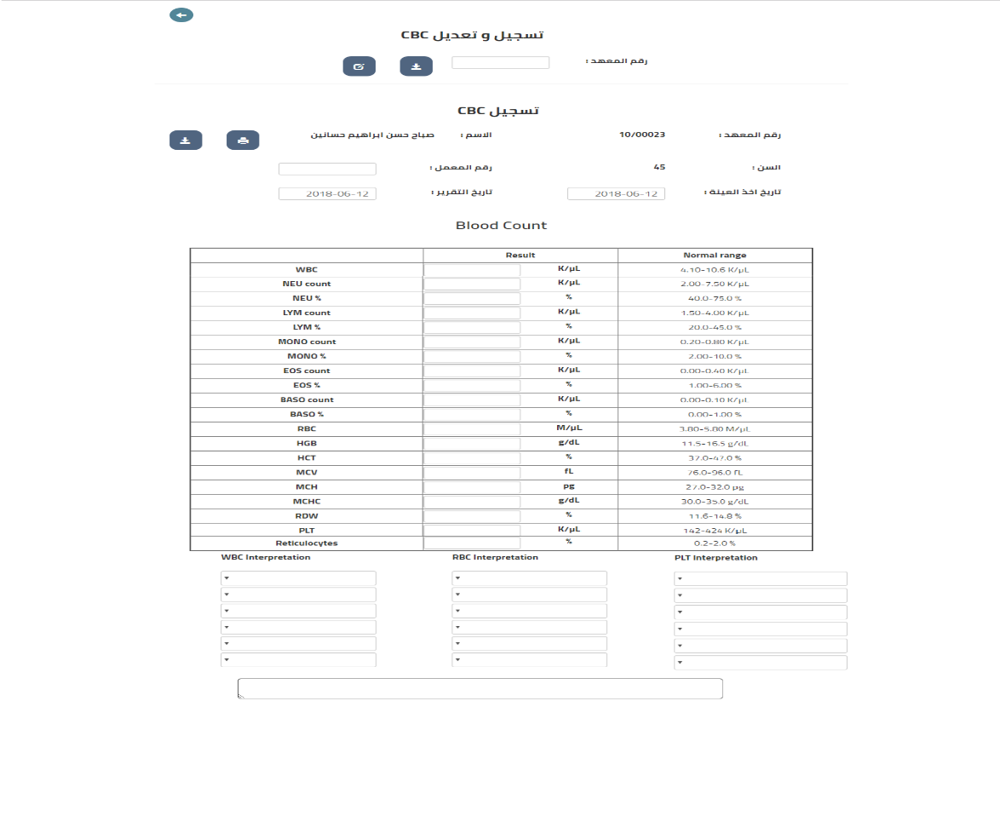 تسجيل و تعديل CBC
رقم المعهد :
تسجيل CBC
رقم المعهد : 10/00023 الاسم : صباح حسن ابراهيم حسانين
السن : 45 رقم المعمل :
تاريخ اخذ العينة : 2018-06-12 تاريخ التقرير : 2018-06-12
Blood Count
Result Normal range
WBC K/µL 4.10-10.6 K/µL
NEU count K/µL 2.00-7.50 K/µL
NEU % % 40.0-75.0 %
LYM count K/µL 1.50-4.00 K/µL
LYM % % 20.0-45.0 %
MONO count K/µL 0.20-0.80 K/µL
MONO % % 2.00-10.0 %
EOS count K/µL 0.00-0.40 K/µL
EOS % % 1.00-6.00 %
BASO count K/µL 0.00-0.10 K/µL
BASO % % 0.00-1.00 %
RBC M/µL 3.80-5.80 M/µL
HGB g/dL 11.5-16.5 g/dL
HCT % 37.0-47.0 %
MCV fL 76.0-96.0 fL
MCH pg 27.0-32.0 pg
MCHC g/dL 30.0-35.0 g/dL
RDW % 11.6-14.8 %
PLT K/µL 142-424 K/µL
Reticulocytes % 0.2-2.0 %
WBC Interpretation RBC Interpretation PLT Interpretation